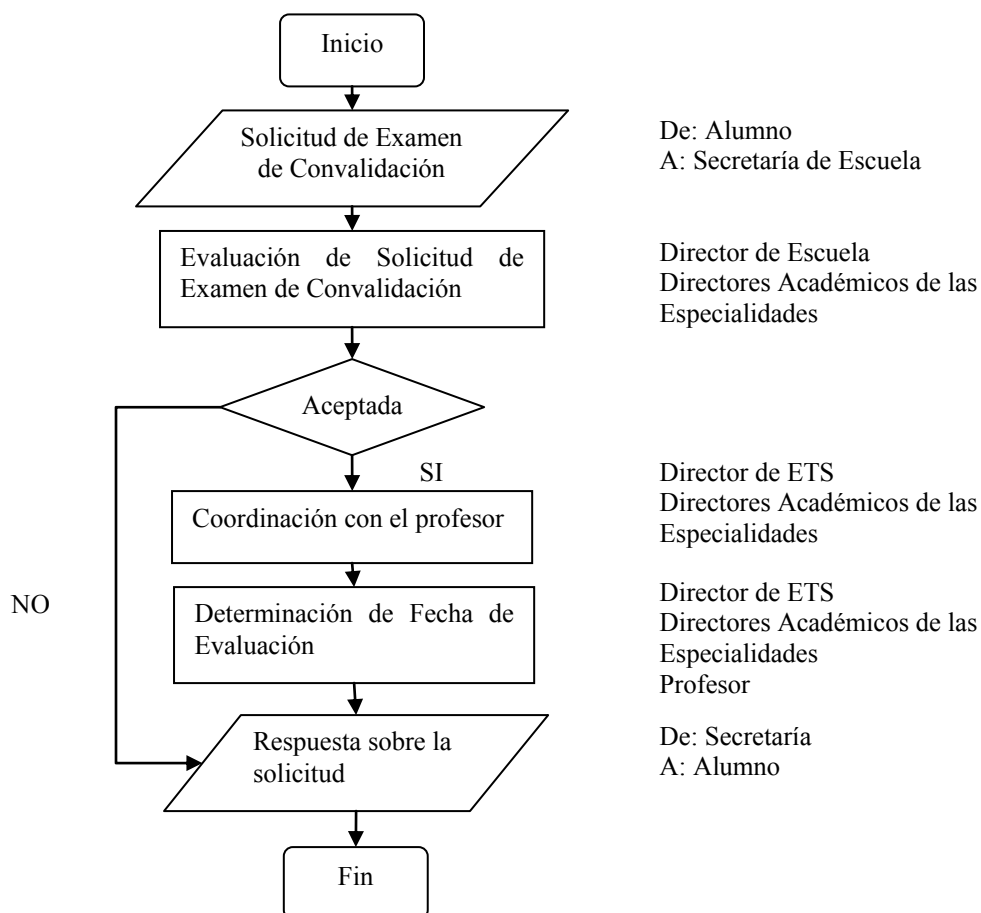 Inicio
Solicitud de Examen
de Convalidación
De: Alumno
A: Secretaría de Escuela
Evaluación de Solicitud de
Examen de Convalidación
Director de Escuela
Directores Académicos de las
Especialidades
Aceptada
SI
Coordinación con el profesor
Director de ETS
Directores Académicos de las
Especialidades
NO
Determinación de Fecha de
Evaluación
Director de ETS
Directores Académicos de las
Especialidades
Profesor
Respuesta sobre la
solicitud
De: Secretaría
A: Alumno
Fin